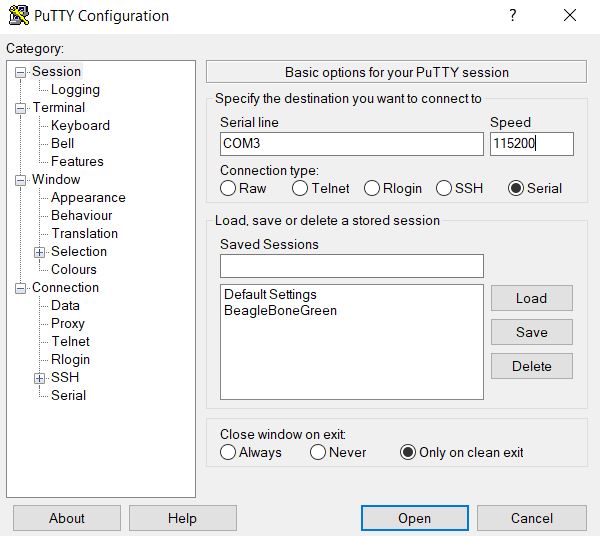 PuTTY Configuration
?
Category:
Session
Logging
Terminal
Keyboard
Bell
Features
Window
Appearance
Behaviour
Translation
Selection
Colours
Connection
Data
Proxy
Telnet
Rlogin
SSH
Serial
Basic options for your PuTTY session
Specify the destination you want to connect to
Serial line Speed
COM3 115200
Connection type:
Raw Telnet Rlogin SSH Serial
Load, save or delete a stored session
Saved Sessions
Default Settings
BeagleBoneGreen
Load
Save
Delete
Close window on exit:
Always Never Only on clean exit
About Help Open Cancel